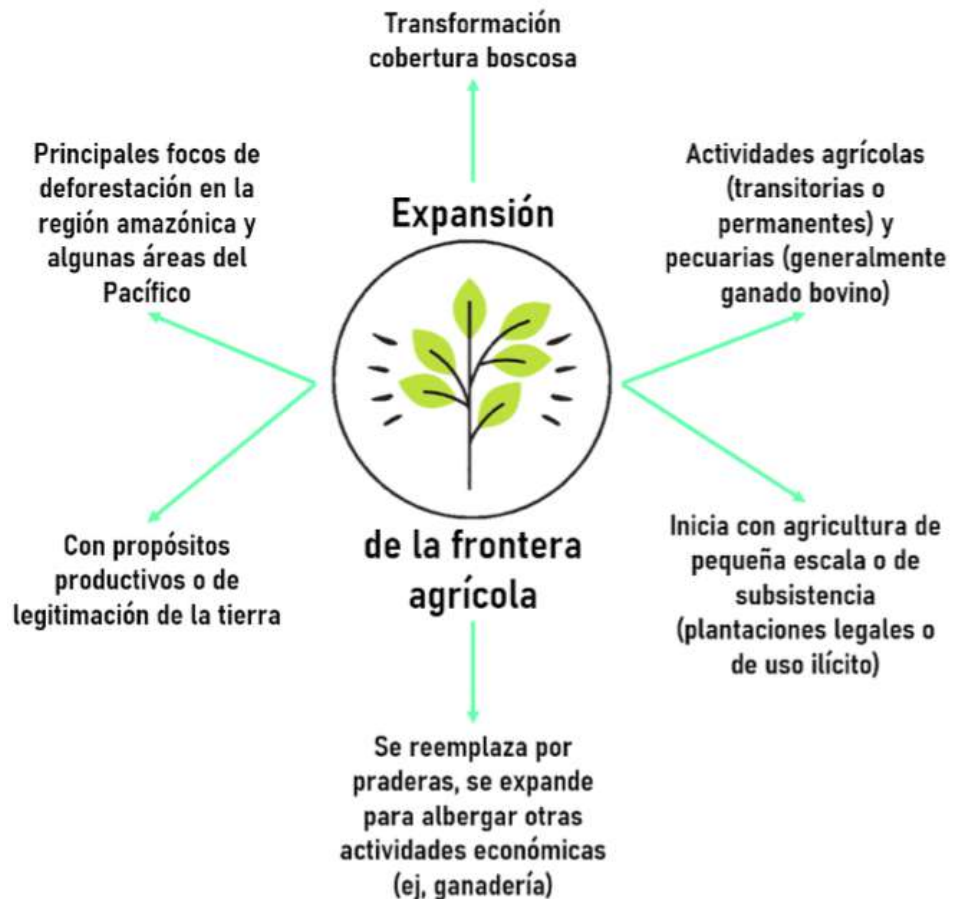 Transformación
cobertura boscosa
Principales focos de
deforestación en la
región amazónica y
algunas áreas del
Pacífico
Expansión
Actividades agrícolas
(transitorias o
permanentes) y
pecuarias (generalmente
ganado bovino)
Con propósitos
productivos o de
legitimación de la tierra
de la frontera
agrícola
Inicia con agricultura de
pequeña escala o de
subsistencia
(plantaciones legales o
de uso ilícito)
Se reemplaza por
praderas, se expande
para albergar otras
actividades económicas
(ej, ganadería)